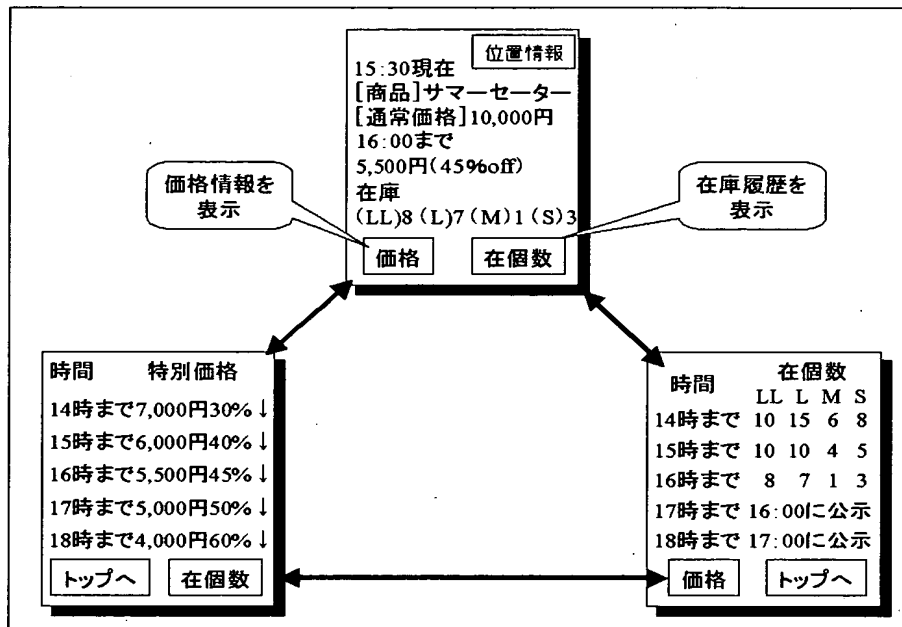 位置情報
15:30現在
[商品]サマーセーター
[通常価格]10,000円
16:00まで
5,500円(45%off)
在庫
(LL)8 (L)7 (M)1 (S)3
価格 在個数
価格情報を
表示
在庫履歴を
表示
時間 特別価格
14時まで7,000円30%↓
15時まで6,000円40%↓
16時まで5,500円45%↓
17時まで5,000円50%↓
18時まで4,000円60%↓
トップへ 在個数
時間 在個数
LL L M S
14時まで 10 15 6 8
15時まで 10 10 4 5
16時まで 8 7 1 3
17時まで 16:00に公示
18時まで 17:00に公示
価格 トップへ